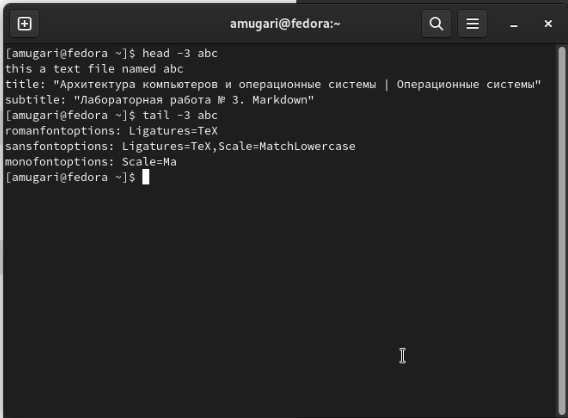 amugari@fedora:~
[amugari@fedora ~]$ head -3 abc
this a text file named abc
title: "Архитектура компьютеров и операционные системы | Операционные системы"
subtitle: "Лабораторная работа № 3. Markdown"
[amugari@fedora ~]$ tail -3 abc
romanfontoptions: Ligatures=TeX
sansfontoptions: Ligatures=TeX,Scale=MatchLowercase
monofontoptions: Scale=Ma
[amugari@fedora ~]$